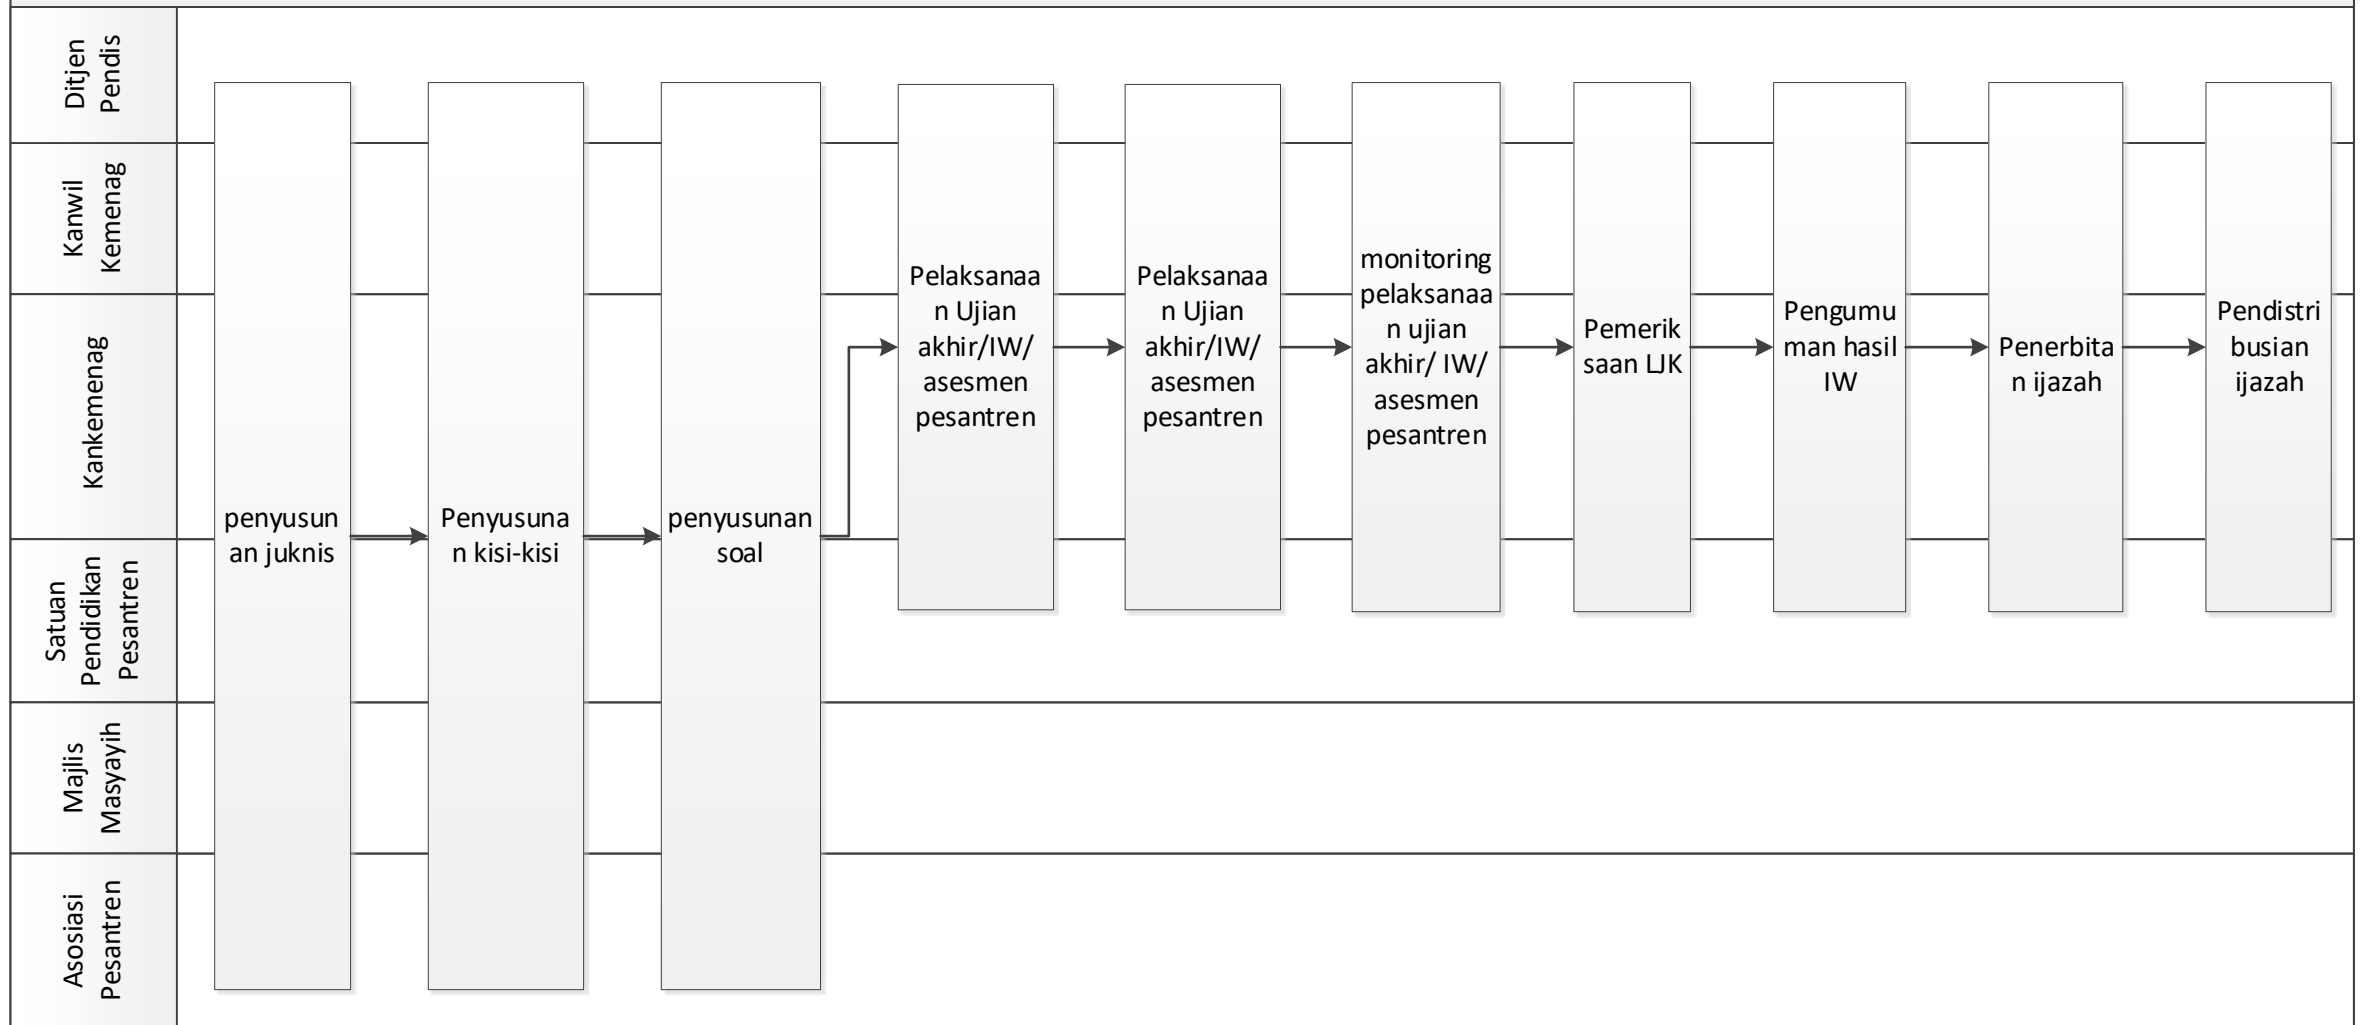 Ditjen
Pendis
Kanwil
Kemenag
Kankemenag
Satuan
Pendidikan
Pesantren
Majlis
Masyayih
Asosiasi
Pesantren
penyusun
an juknis
Penyusuna
n kisi-kisi
penyusunan
soal
Pelaksanaa
n Ujian
akhir/IW/
asesmen
pesantren
Pelaksanaa
n Ujian
akhir/IW/
asesmen
pesantren
monitoring
pelaksanaa
n ujian
akhir/ IW/
asesmen
pesantren
Pemerik
saan LJK
Pengumu
man hasil
IW
Penerbita
n ijazah
Pendistri
busian
ijazah